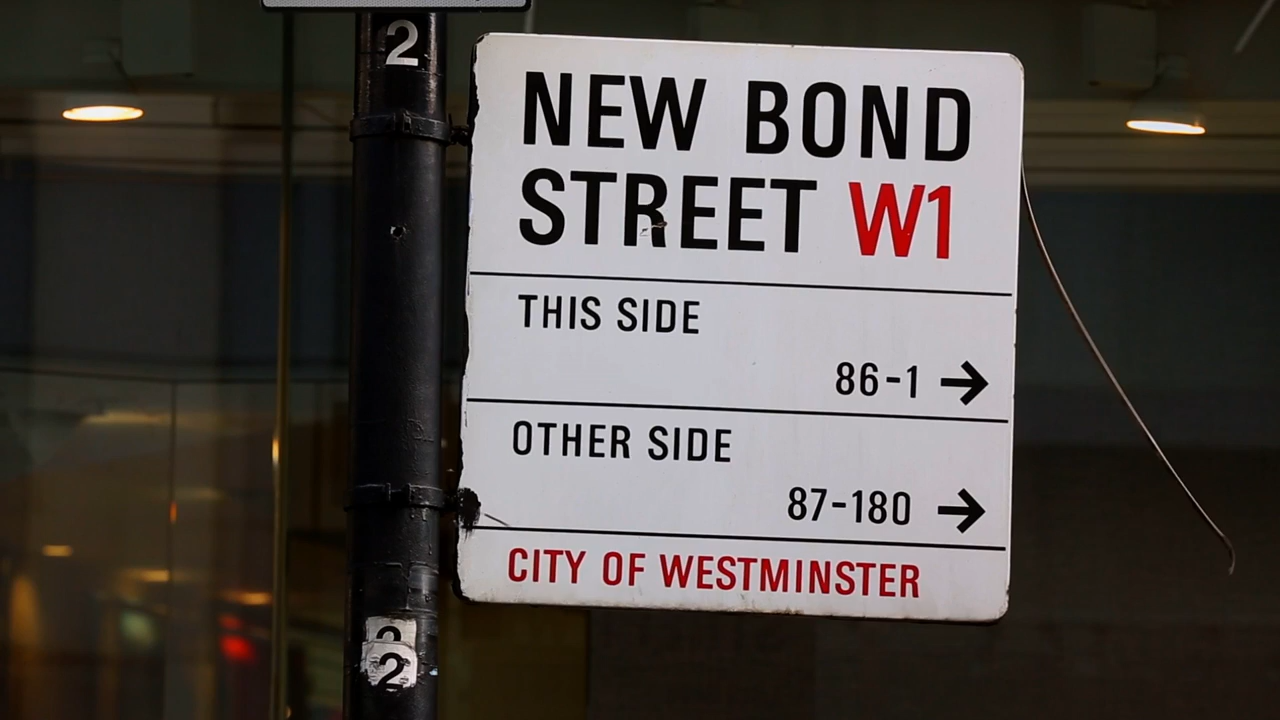 2
NEW BOND
STREET W1
THIS SIDE
86-1 →
OTHER SIDE
87-180 →
CITY OF WESTMINSTER
2
2